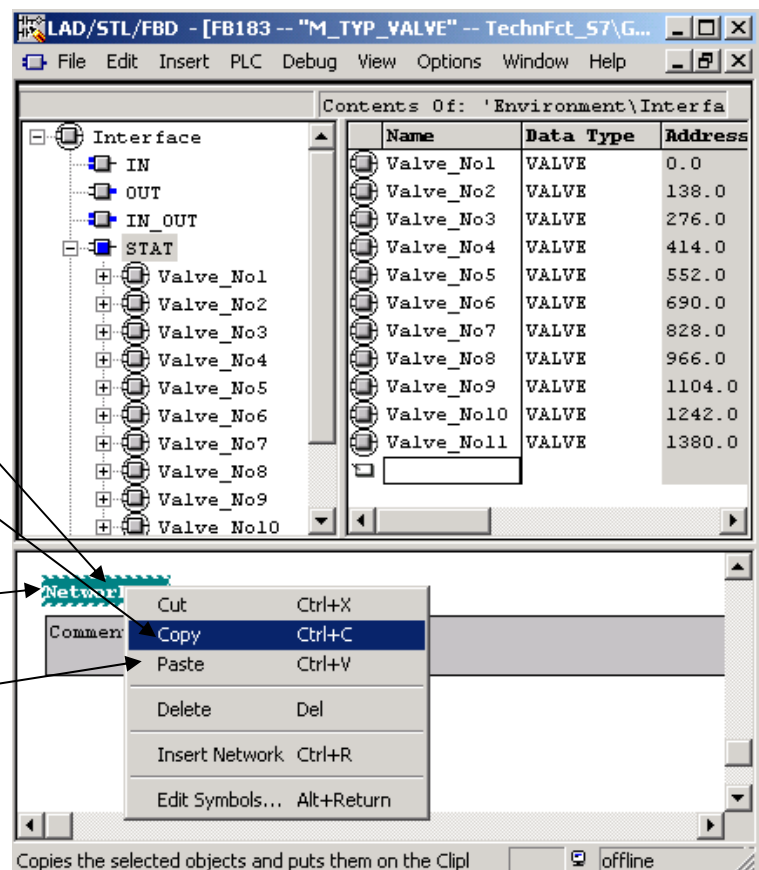 LAD/STL/FBD - [FB183 -- "M_TYP_VALVE" -- TechnFct_S7\G...
File Edit Insert PLC Debug View Options Window Help
Contents Of: 'Environment\Interfa
Interface
IN
OUT
IN_OUT
STAT
Valve_No1
Valve_No2
Valve_No3
Valve_No4
Valve_No5
Valve_No6
Valve_No7
Valve_No8
Valve_No9
Valve_No10
Name Data Type Address
Valve_No1 VALVE 0.0
Valve_No2 VALVE 138.0
Valve_No3 VALVE 276.0
Valve_No4 VALVE 414.0
Valve_No5 VALVE 552.0
Valve_No6 VALVE 690.0
Valve_No7 VALVE 828.0
Valve_No8 VALVE 966.0
Valve_No9 VALVE 1104.0
Valve_No10 VALVE 1242.0
Valve_No11 VALVE 1380.0
Networ
Commen
Cut Ctrl+X
Copy Ctrl+C
Paste Ctrl+V
Delete Del
Insert Network Ctrl+R
Edit Symbols... Alt+Return
Copies the selected objects and puts them on the Clipl
offline